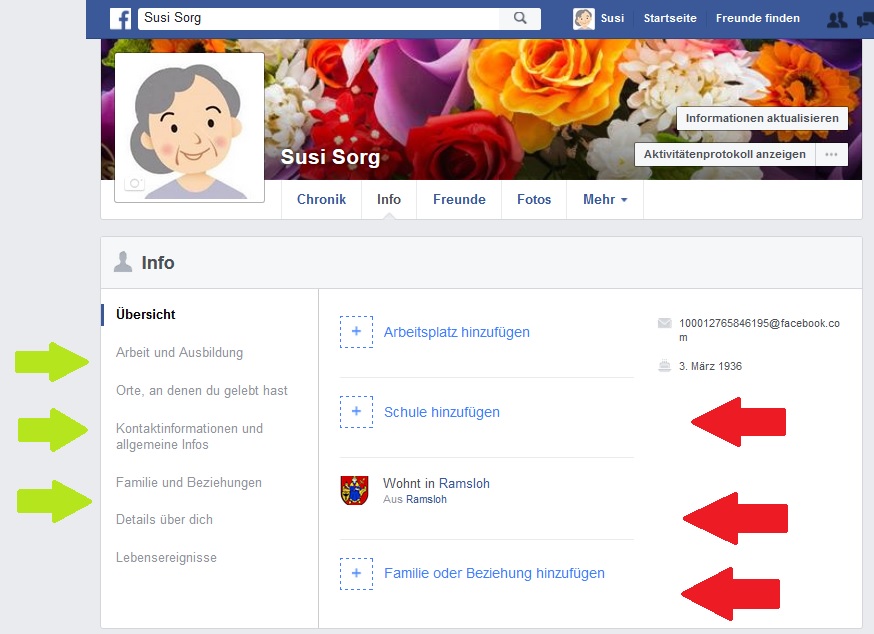 Susi Sorg
Susi Startseite Freunde finden
Informationen aktualisieren
Susi Sorg
Aktivitätenprotokoll anzeigen
Chronik Info Freunde Fotos Mehr
Info
Übersicht
Arbeit und Ausbildung
Orte, an denen du gelebt hast
Kontaktinformationen und
allgemeine Infos
Familie und Beziehungen
Details über dich
Lebensereignisse
+ Arbeitsplatz hinzufügen
+ Schule hinzufügen
Wohnt in Ramsloh
Aus Ramsloh
+ Familie oder Beziehung hinzufügen
100012765846195@facebook.co
m
3. März 1936